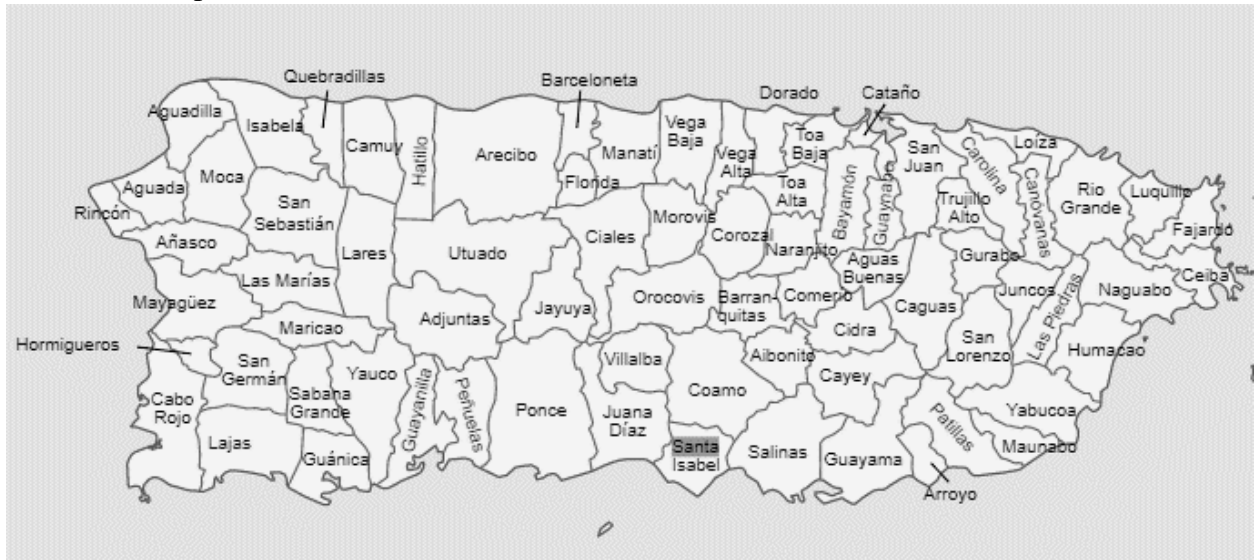 Quebradillas
Barceloneta
Dorado
Cataño
Aguadilla
Isabela
Camuy
Hatillo
Arecibo
Manatí
Vega
Baja
Vega
Alta
Toa
Baja
San
Juan
Carolina
Loíza
Moca
Aguada
Rincón
San
Sebastián
Florida
Toa
Alta
Bayamón
Guaynabo
Trujillo
Alto
Canóvanas
Rio
Grande
Luquillo
Fajardo
Añasco
Lares
Utuado
Ciales
Morovis
Corozal
Naranjito
Aguas
Buenas
Gurabo
Ceiba
Las Marías
Mayagüez
Jayuya
Orocovis
Barran-
quitas
Comerio
Caguas
Juncos
Las Piedras
Naguabo
Maricao
Adjuntas
Cidra
San
Lorenzo
Humacao
Hormigueros
San
Germán
Yauco
Guayanilla
Peñuelas
Villalba
Aibonito
Coamo
Cayey
Cabo
Rojo
Sabana
Grande
Ponce
Juana
Díaz
Patillas
Yabucoa
Maunabo
Lajas
Guánica
Santa
Isabel
Salinas
Guayama
Arroyo